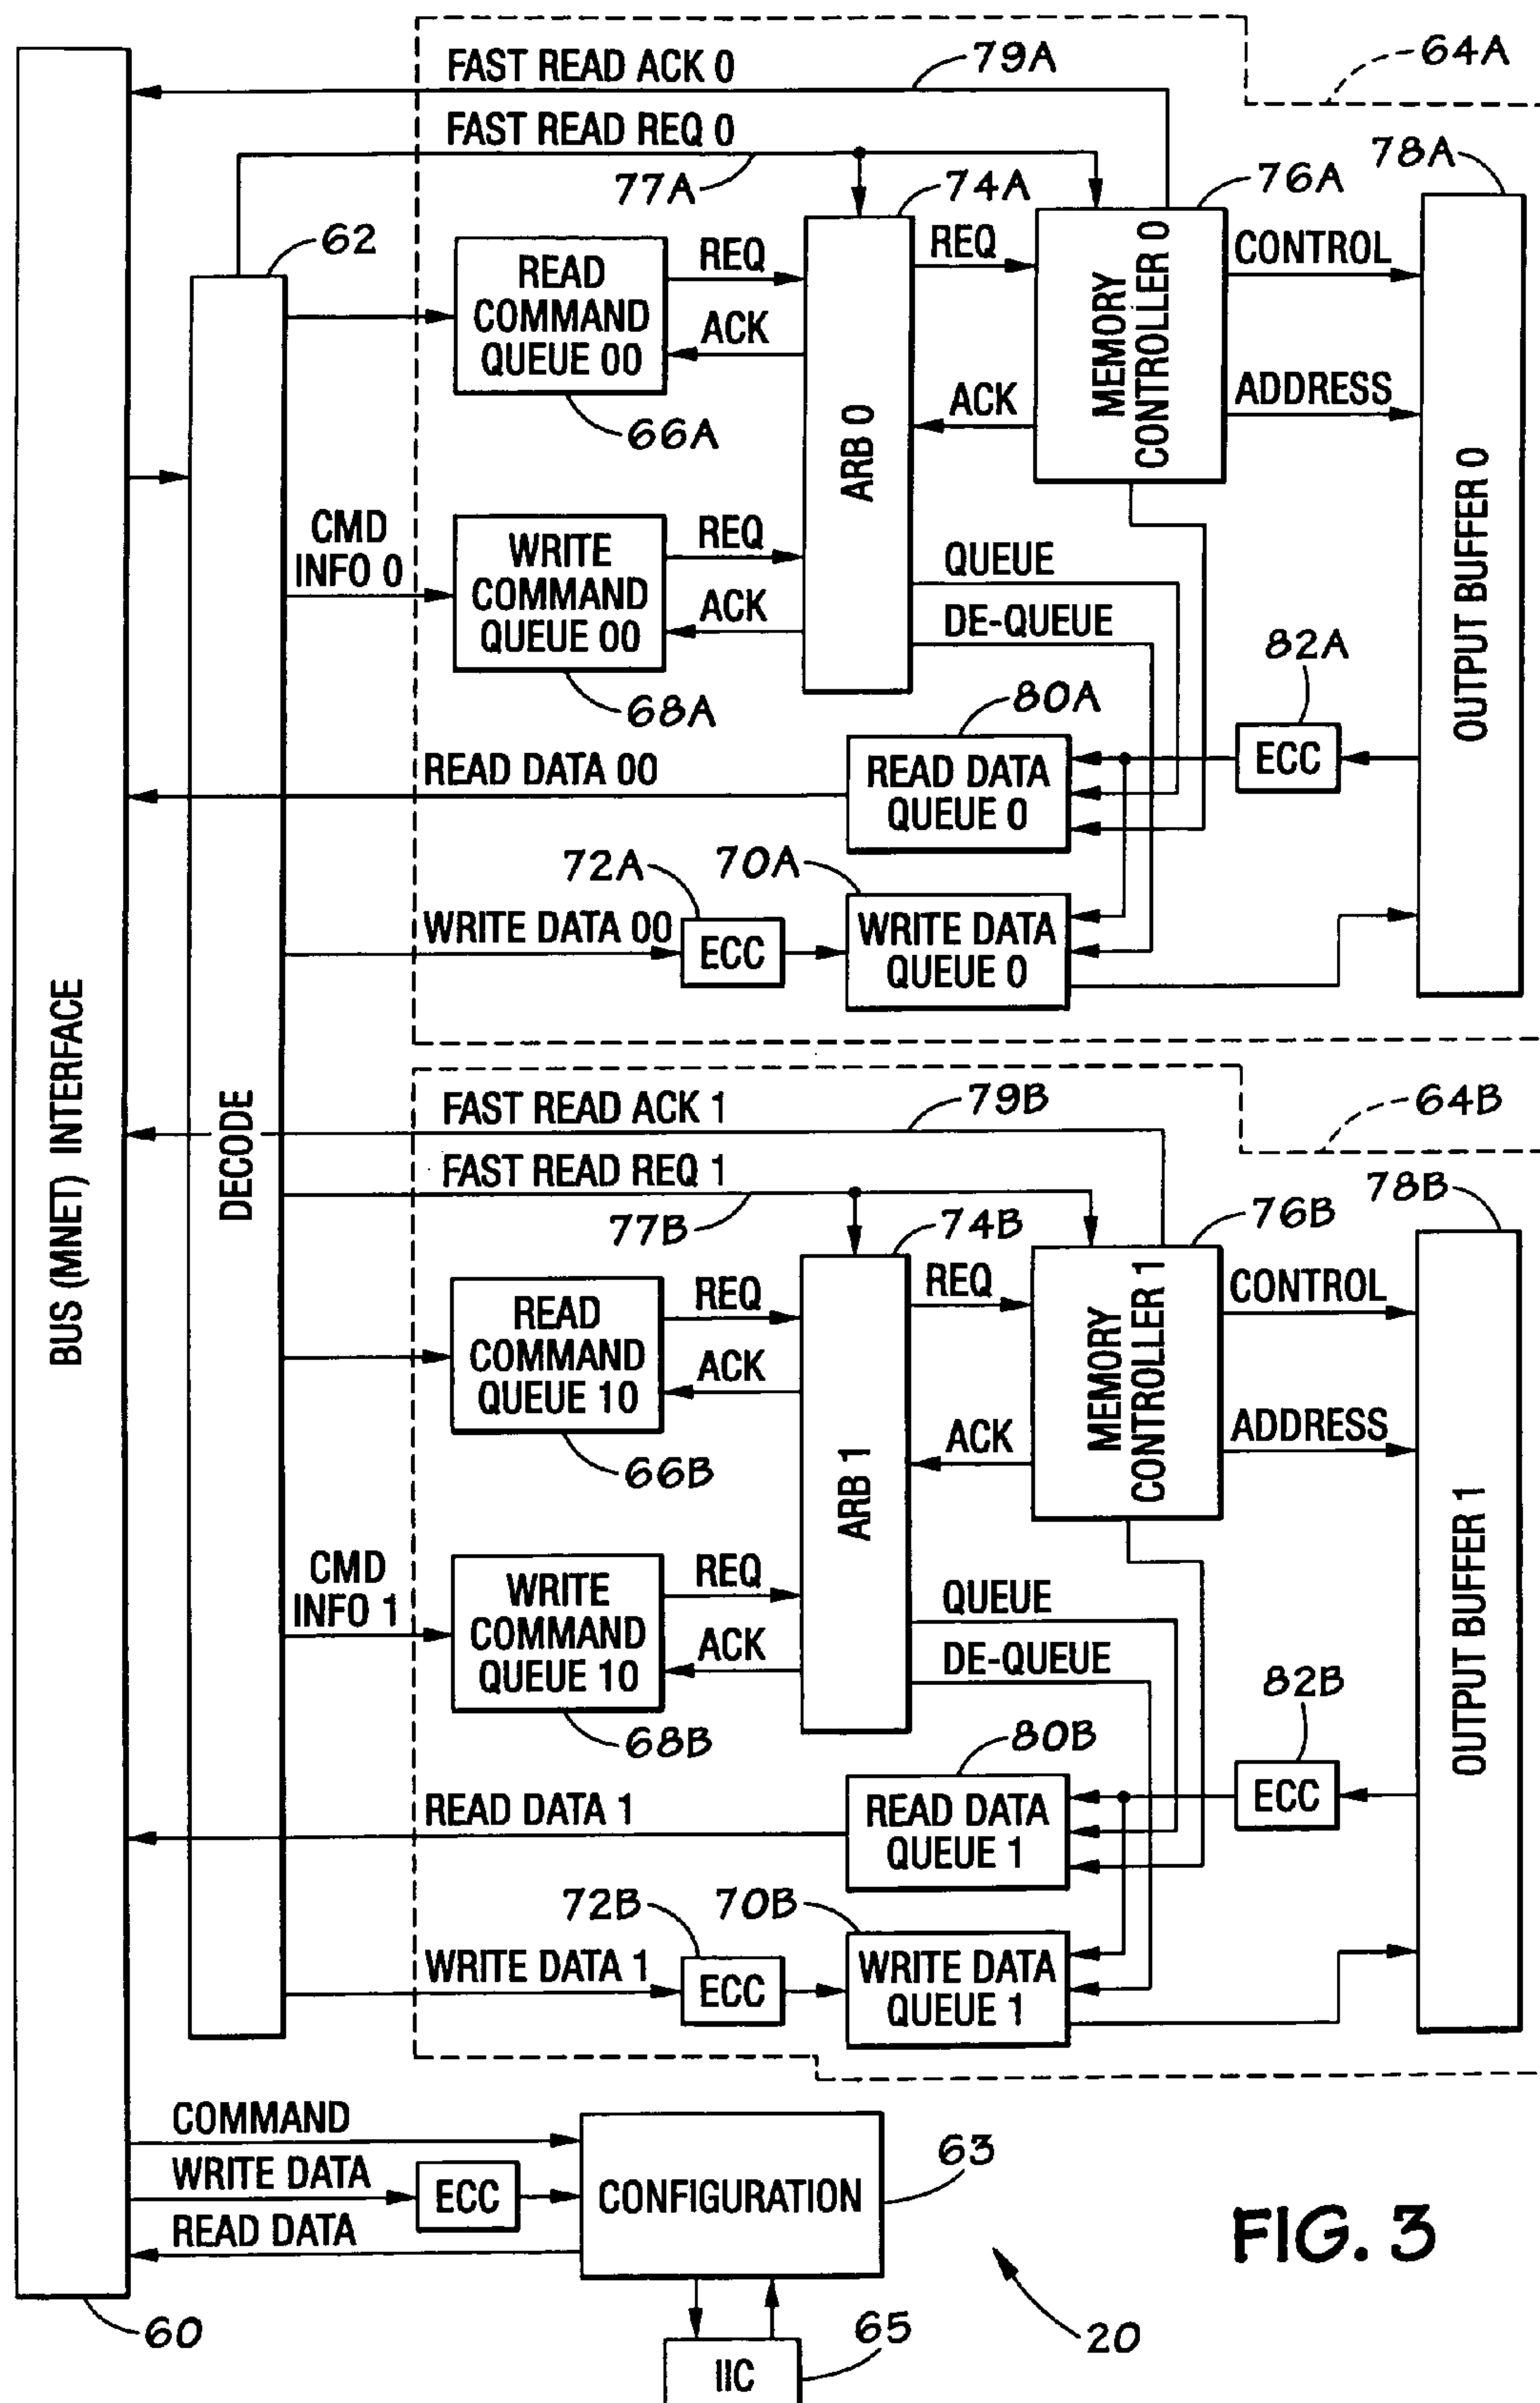 FAST READ ACK 0
79A
64A
FAST READ REQ 0
77A
74A
76A
78A
62
READ
COMMAND
QUEUE 00
REQ
ACK
66A
REQ
ACK
ARB 0
MEMORY
CONTROLLER 0
CONTROL
ADDRESS
OUTPUT BUFFER 0
CMD
INFO 0
WRITE
COMMAND
QUEUE 00
REQ
ACK
68A
QUEUE
DE-QUEUE
82A
ECC
80A
READ DATA 00
READ DATA
QUEUE 0
72A
70A
WRITE DATA 00
ECC
WRITE DATA
QUEUE 0
BUS (MNET) INTERFACE
DECODE
FAST READ ACK 1
79B
64B
FAST READ REQ 1
77B
74B
76B
78B
READ
COMMAND
QUEUE 10
REQ
ACK
66B
REQ
ACK
ARB 1
MEMORY
CONTROLLER 1
CONTROL
ADDRESS
OUTPUT BUFFER 1
CMD
INFO 1
WRITE
COMMAND
QUEUE 10
REQ
ACK
68B
QUEUE
DE-QUEUE
82B
ECC
80B
READ DATA 1
READ DATA
QUEUE 1
72B
70B
WRITE DATA 1
ECC
WRITE DATA
QUEUE 1
COMMAND
WRITE DATA
ECC
READ DATA
CONFIGURATION
63
60
IIC
65
20
FIG. 3